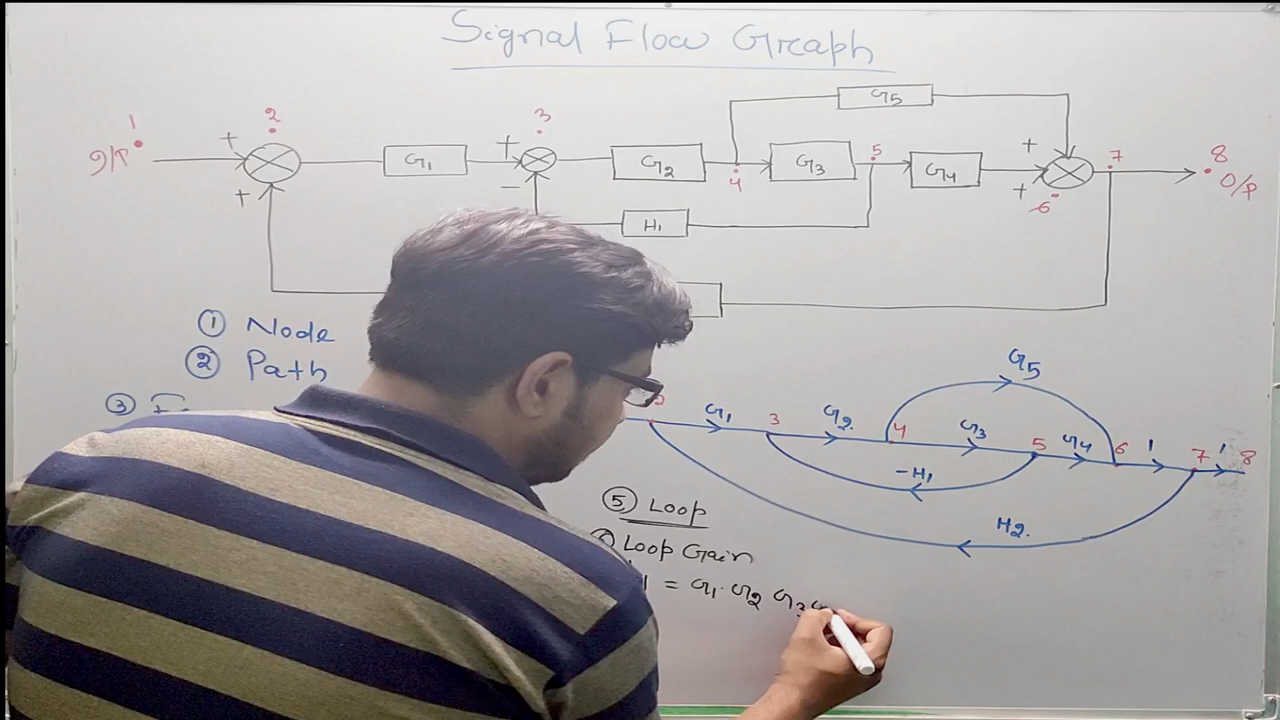 Signal Flow Graph
G5
1 2 3
I/P + G1 + G2 G3 5 G4 + 7 8
+ - 4 + 6 O/P
H1
① Node
② Path
③
G5
2 G1 3 G2 4 G3 5 G4 6 1 7 1 8
-H1
H2
⑤ Loop
Loop Gain
1 = G1. G2 G3